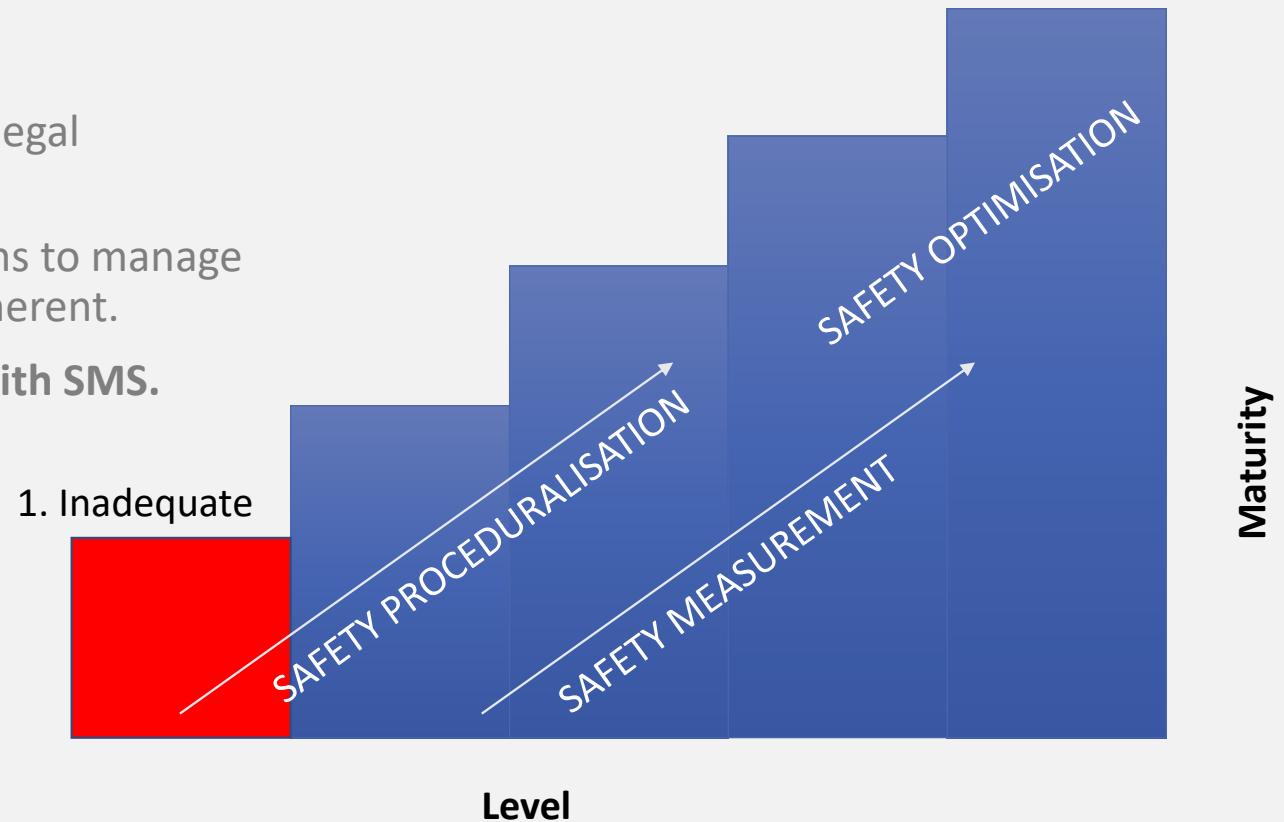 egal
ns to manage
herent.
ith SMS.
1. Inadequate
SAFETY PROCEDURALISATION
SAFETY MEASUREMENT
SAFETY OPTIMISATION
Maturity
Level